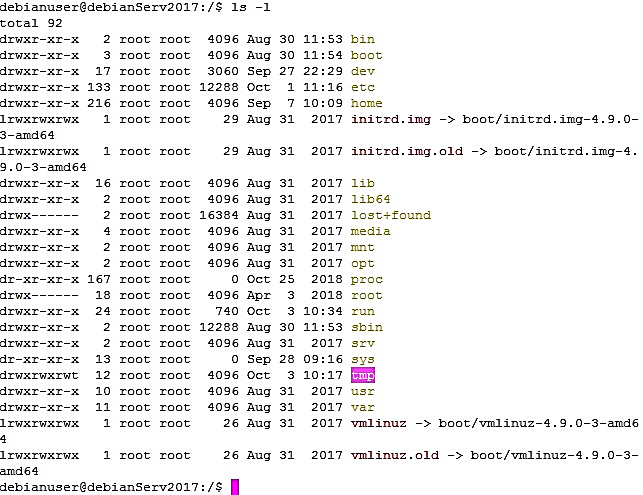 debianuser@debianServ2017:/$ ls -l
total 92
drwxr-xr-x   2 root root  4096 Aug 30 11:53 bin
drwxr-xr-x   3 root root  4096 Aug 30 11:54 boot
drwxr-xr-x  17 root root  3060 Sep 27 22:29 dev
drwxr-xr-x 133 root root 12288 Oct  1 11:16 etc
drwxr-xr-x 216 root root  4096 Sep  7 10:09 home
lrwxrwxrwx   1 root root    29 Aug 31  2017 initrd.img -> boot/initrd.img-4.9.0-
3-amd64
lrwxrwxrwx   1 root root    29 Aug 31  2017 initrd.img.old -> boot/initrd.img-4.
9.0-3-amd64
drwxr-xr-x  16 root root  4096 Aug 31  2017 lib
drwxr-xr-x   2 root root  4096 Aug 31  2017 lib64
drwx------   2 root root 16384 Aug 31  2017 lost+found
drwxr-xr-x   4 root root  4096 Aug 31  2017 media
drwxr-xr-x   2 root root  4096 Aug 31  2017 mnt
drwxr-xr-x   2 root root  4096 Aug 31  2017 opt
dr-xr-xr-x 167 root root     0 Oct 25  2018 proc
drwx------  18 root root  4096 Apr  3  2018 root
drwxr-xr-x  24 root root   740 Oct  3 10:34 run
drwxr-xr-x   2 root root 12288 Aug 30 11:53 sbin
drwxr-xr-x   2 root root  4096 Aug 31  2017 srv
dr-xr-xr-x  13 root root     0 Sep 28 09:16 sys
drwxrwxrwt  12 root root  4096 Oct  3 10:17 tmp
drwxr-xr-x  10 root root  4096 Aug 31  2017 usr
drwxr-xr-x  11 root root  4096 Aug 31  2017 var
lrwxrwxrwx   1 root root    26 Aug 31  2017 vmlinuz -> boot/vmlinuz-4.9.0-3-amd6
4
lrwxrwxrwx   1 root root    26 Aug 31  2017 vmlinuz.old -> boot/vmlinuz-4.9.0-3-
amd64
debianuser@debianServ2017:/$